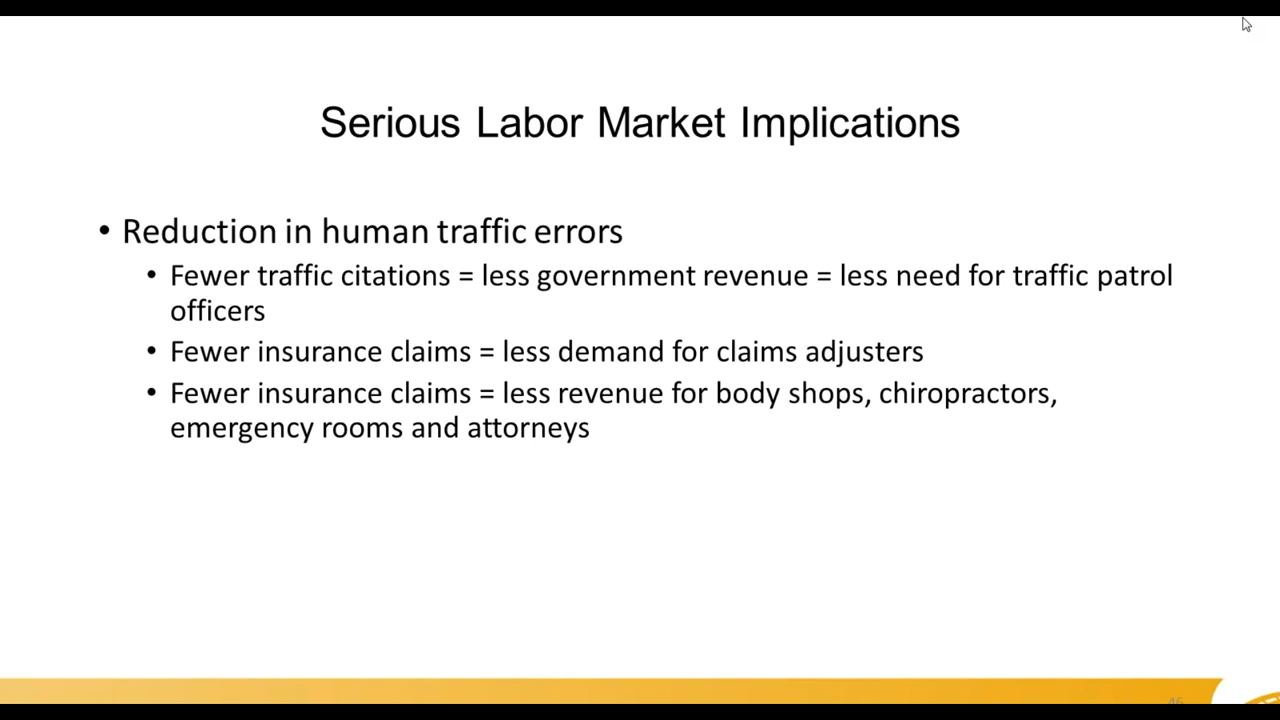 Serious Labor Market Implications
• Reduction in human traffic errors
• Fewer traffic citations = less government revenue = less need for traffic patrol
officers
• Fewer insurance claims = less demand for claims adjusters
• Fewer insurance claims = less revenue for body shops, chiropractors,
emergency rooms and attorneys